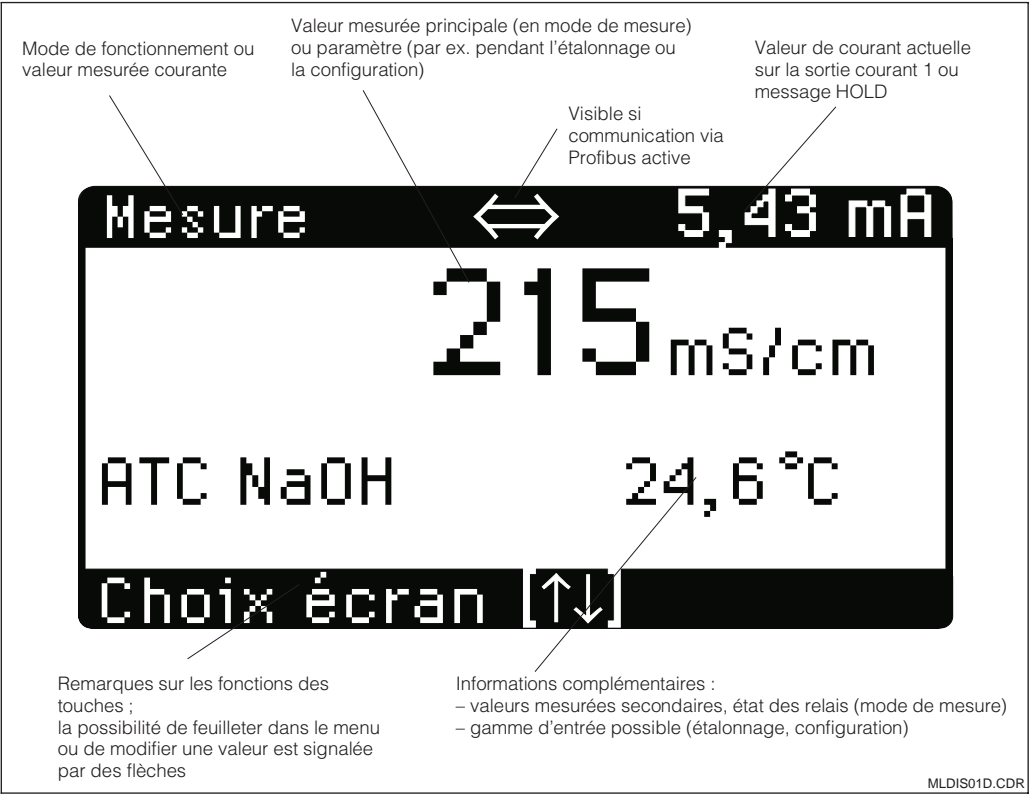 Mode de fonctionnement ou
valeur mesurée courante
Valeur mesurée principale (en mode de mesure)
ou paramètre (par ex. pendant l'étalonnage ou
la configuration)
Valeur de courant actuelle
sur la sortie courant 1 ou
message HOLD
Visible si
communication via
Profibus active
Mesure ⇔ 5,43 mA
215 mS/cm
ATC NaOH 24,6°C
Choix écran [↑↓]
Remarques sur les fonctions des
touches ;
la possibilité de feuilleter dans le menu
ou de modifier une valeur est signalée
par des flèches
Informations complémentaires :
– valeurs mesurées secondaires, état des relais (mode de mesure)
– gamme d'entrée possible (étalonnage, configuration)
MLDIS01D.CDR